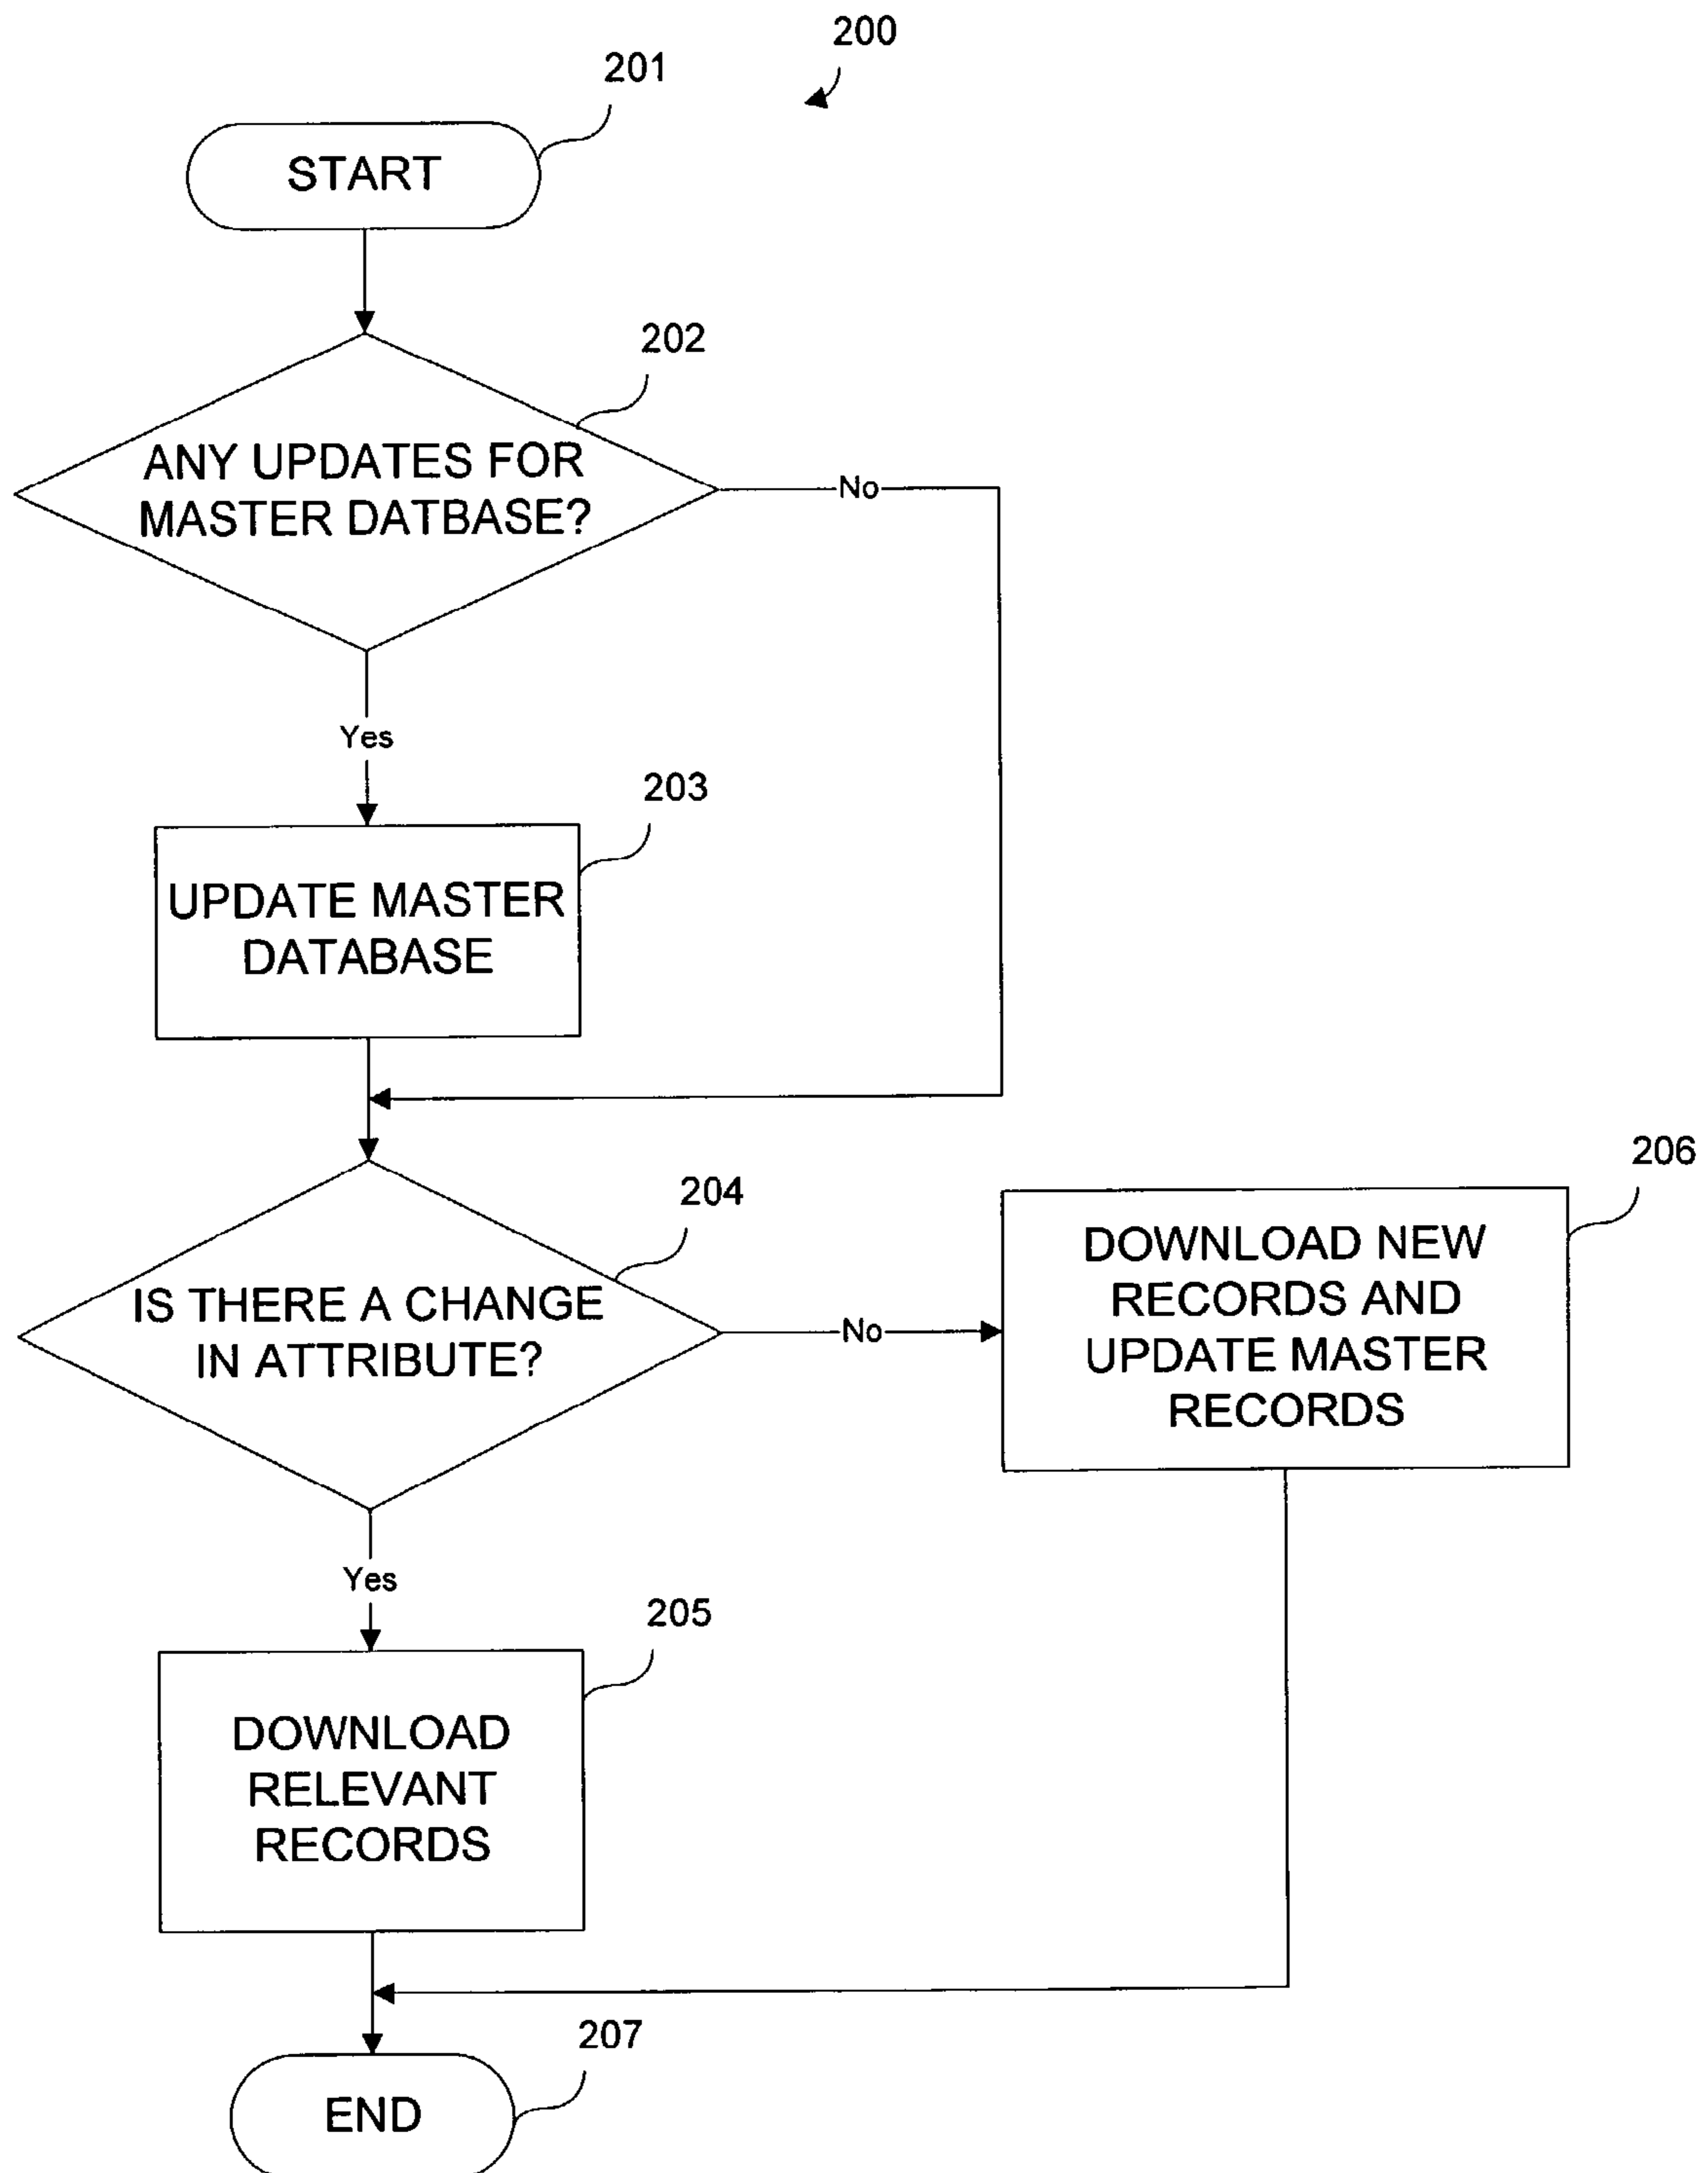 200
201
START
202
ANY UPDATES FOR
MASTER DATBASE?
No
Yes
203
UPDATE MASTER
DATABASE
204
IS THERE A CHANGE
IN ATTRIBUTE?
No
206
DOWNLOAD NEW
RECORDS AND
UPDATE MASTER
RECORDS
Yes
205
DOWNLOAD
RELEVANT
RECORDS
207
END